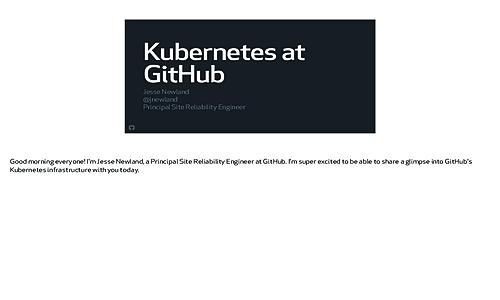 Kubernetes at
GitHub
Jesse Newland
@jnewland
Principal Site Reliability Engineer
Good morning everyone! I'm Jesse Newland, a Principal Site Reliability Engineer at GitHub. I'm super excited to be able to share a glimpse into GitHub's
Kubernetes infrastructure with you today.